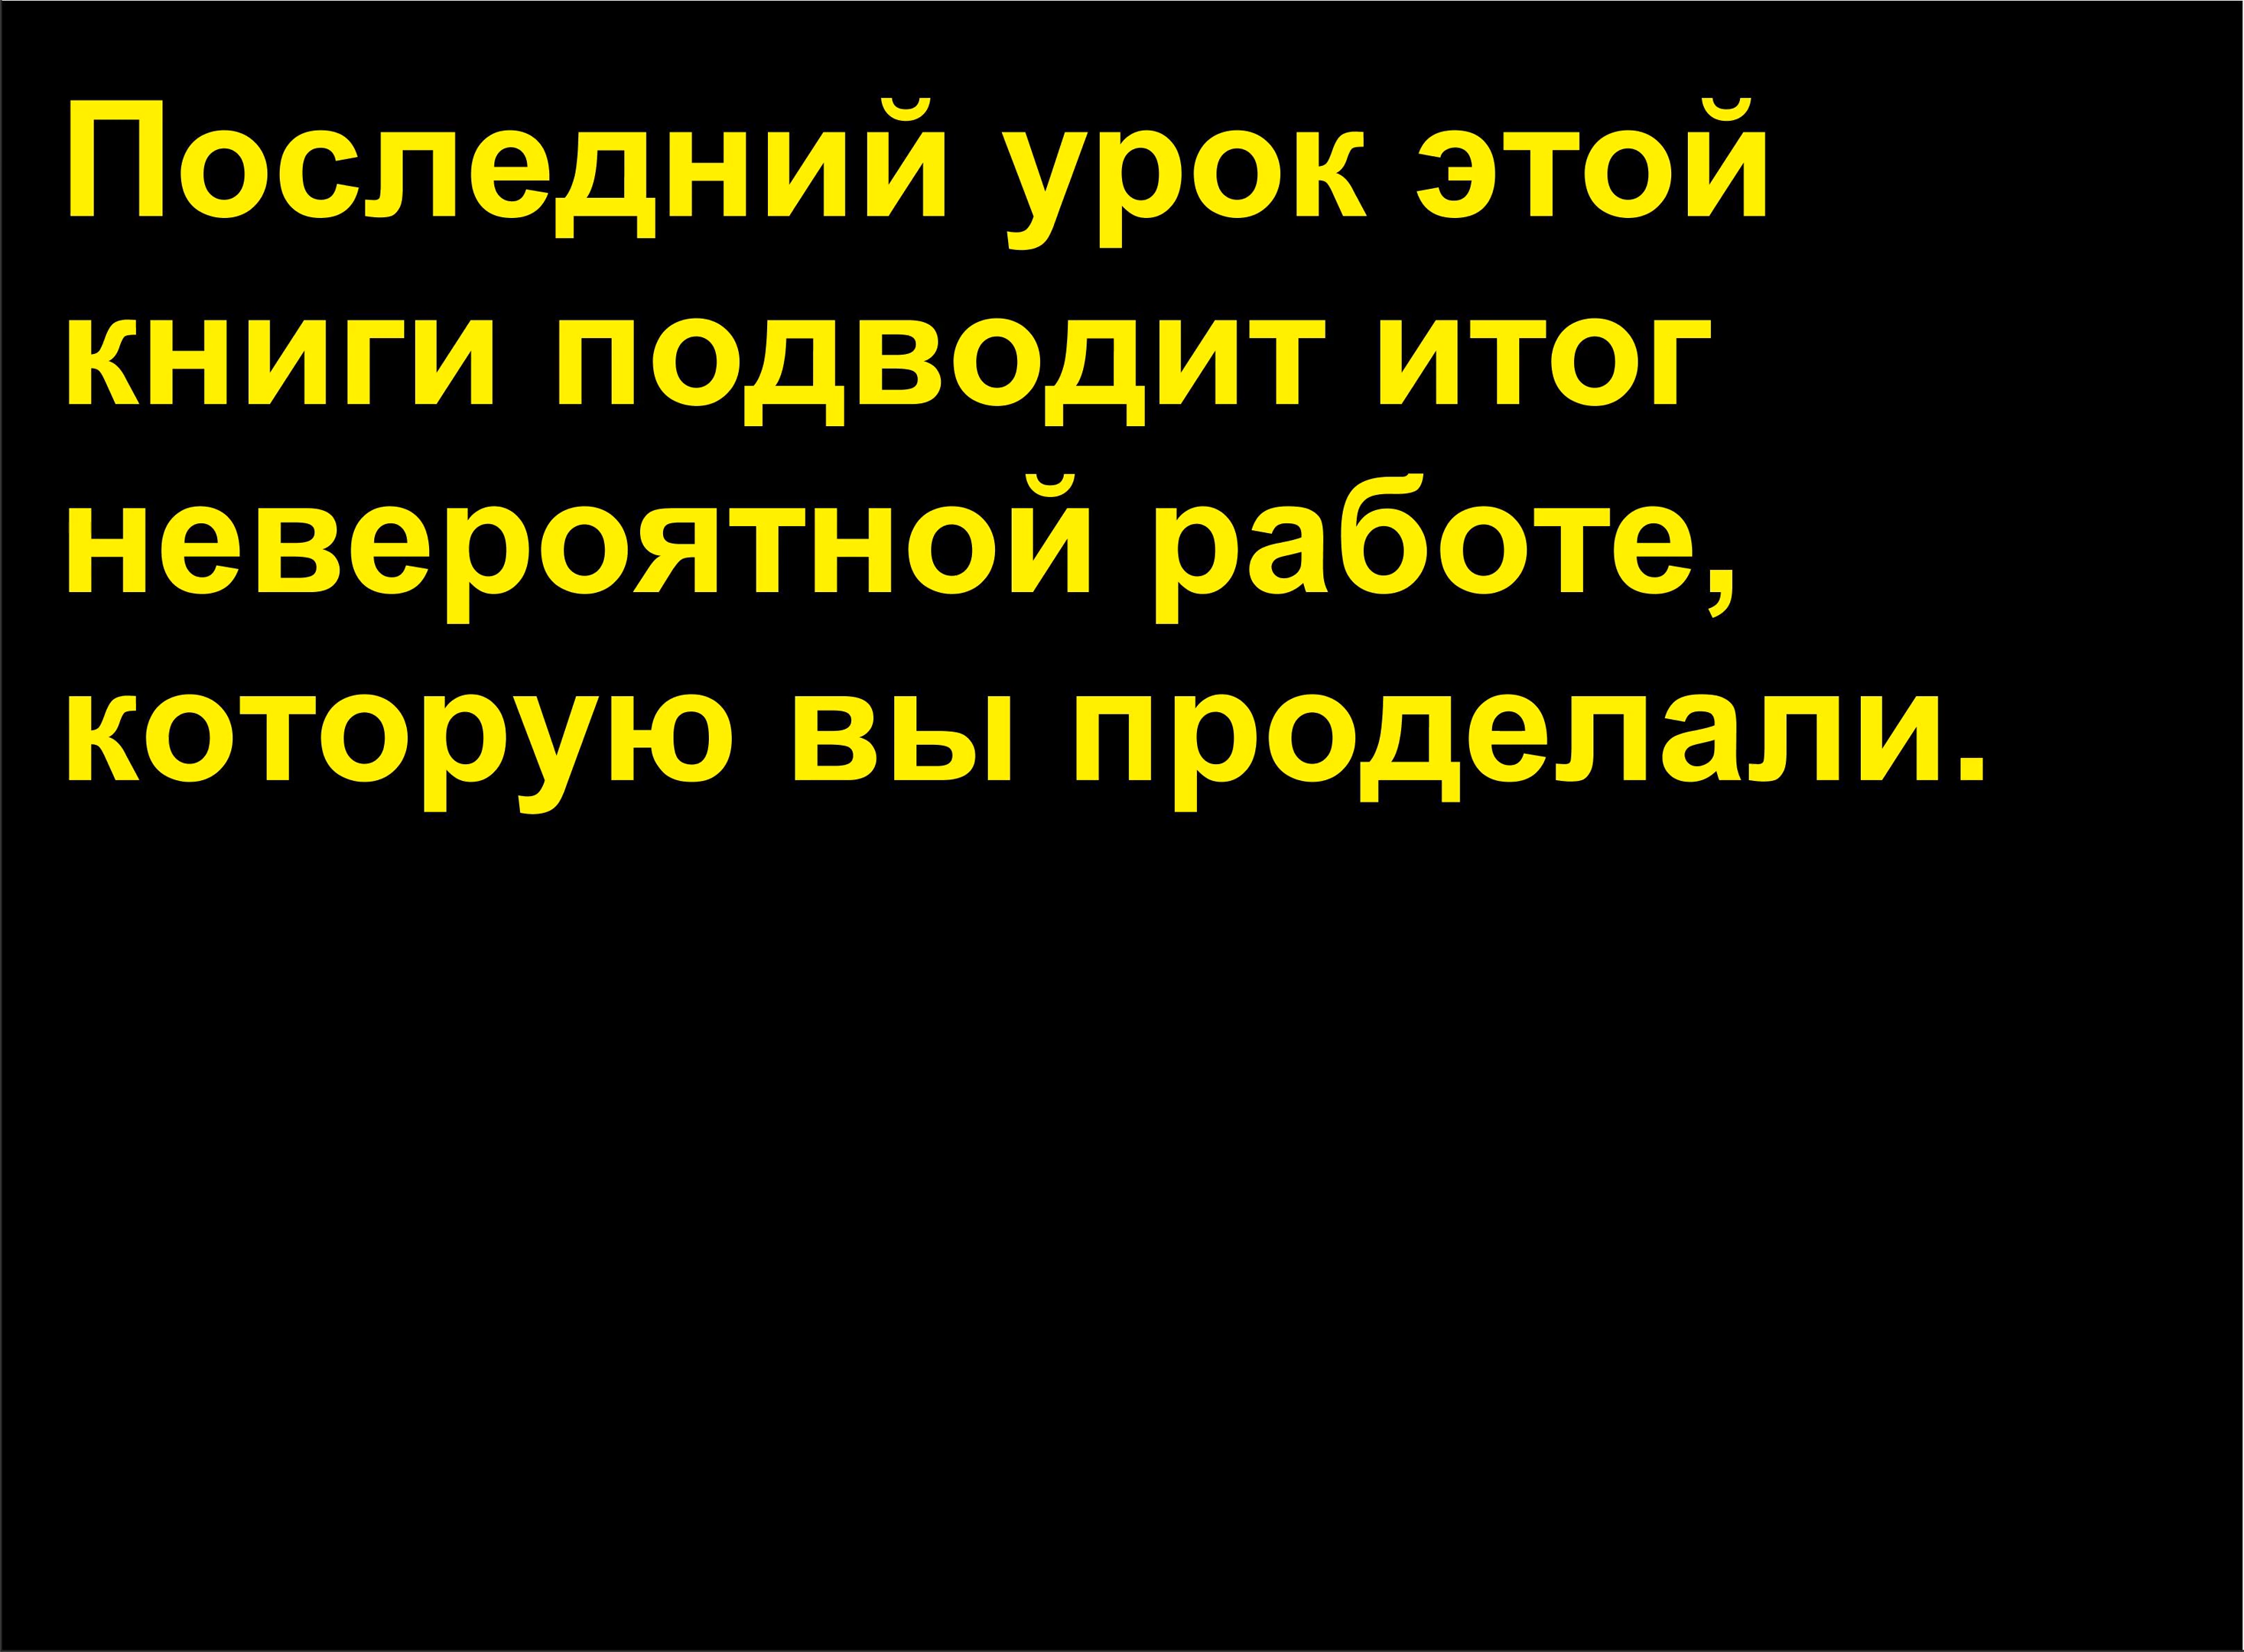 Последний урок этой
книги подводит итог
невероятной работе,
которую вы проделали.